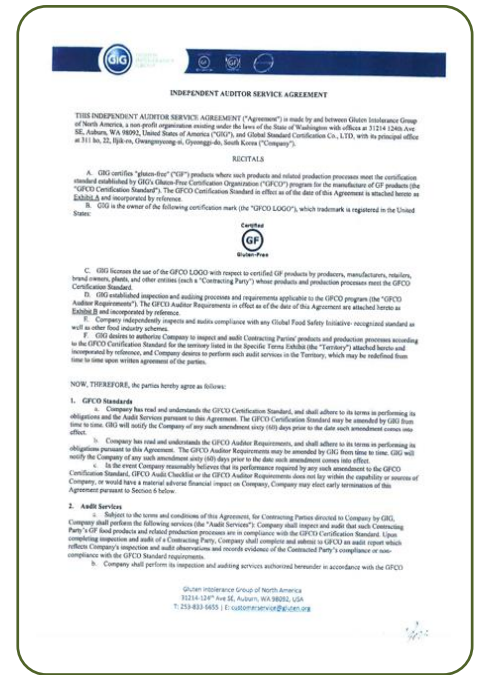 GIG
GLUTEN
INTOLERANCE
GROUP
INDEPENDENT AUDITOR SERVICE AGREEMENT
THIS INDEPENDENT AUDITOR SERVICE AGREEMENT ("Agreement") is made by and between Gluten Intolerance Group
of North America, a non-profit organization existing under the laws of the State of Washington with offices at 31214 124th Ave
SE, Auburn, WA 98092, United States of America ("GIG"), and Global Standard Certification Co., LTD, with its principal office
at 311 ho, 22, Iljik-ro, Gwangmyeong-si, Gyeonggi-do, South Korea ("Company").
RECITALS
A. GIG certifies "gluten-free" ("GF") products where such products and related production processes meet the certification
standard established by GIG's Gluten-Free Certification Organization ("GFCO") program for the manufacture of GF products (the
"GFCO Certification Standard"). The GFCO Certification Standard in effect as of the date of this Agreement is attached hereto as
Exhibit A and incorporated by reference.
B. GIG is the owner of the following certification mark (the "GFCO LOGO"), which trademark is registered in the United
States:
Certified
GF
Gluten-Free
C. GIG licenses the use of the GFCO LOGO with respect to certified GF products by producers, manufacturers, retailers,
brand owners, plants, and other entities (each a "Contracting Party") whose products and production processes meet the GFCO
Certification Standard.
D. GIG established inspection and auditing processes and requirements applicable to the GFCO program (the "GFCO
Auditor Requirements"). The GFCO Auditor Requirements in effect as of the date of this Agreement are attached hereto as
Exhibit B and incorporated by reference.
E. Company independently inspects and audits compliance with any Global Food Safety Initiative- recognized standard as
well as other food industry schemes.
F. GIG desires to authorize Company to inspect and audit Contracting Parties' products and production processes according
to the GFCO Certification Standard for the territory listed in the Specific Terms Exhibit (the "Territory") attached hereto and
incorporated by reference, and Company desires to perform such audit services in the Territory, which may be redefined from
time to time upon written agreement of the parties.
NOW, THEREFORE, the parties hereby agree as follows:
1. GFCO Standards
a. Company has read and understands the GFCO Certification Standard, and shall adhere to its terms in performing its
obligations and the Audit Services pursuant to this Agreement. The GFCO Certification Standard may be amended by GIG from
time to time. GIG will notify the Company of any such amendment sixty (60) days prior to the date such amendment comes into
effect.
b. Company has read and understands the GFCO Auditor Requirements, and shall adhere to its terms in performing its
obligations pursuant to this Agreement. The GFCO Auditor Requirements may be amended by GIG from time to time. GIG will
notify the Company of any such amendment sixty (60) days prior to the date such amendment comes into effect.
c. In the event Company reasonably believes that its performance required by any such amendment to the GFCO
Certification Standard, GFCO Audit Checklist or the GFCO Auditor Requirements does not lay within the capability or sources of
Company, or would have a material adverse financial impact on Company, Company may elect early termination of this
Agreement pursuant to Section 6 below.
2. Audit Services
a. Subject to the terms and conditions of this Agreement, for Contracting Parties directed to Company by GIG,
Company shall perform the following services (the "Audit Services"): Company shall inspect and audit that such Contracting
Party's GF food products and related production processes are in compliance with the GFCO Certification Standard. Upon
completing inspection and audit of a Contracting Party, Company shall complete and submit to GFCO an audit report which
reflects Company's inspection and audit observations and records evidence of the Contracted Party's compliance or non-
compliance with the GFCO Standard requirements.
b. Company shall perform its inspection and auditing services authorized hereunder in accordance with the GFCO
Gluten Intolerance Group of North America
31214-124th Ave SE, Auburn, WA 98092, USA
T: 253-833-6655 | E: customerservice@gluten.org